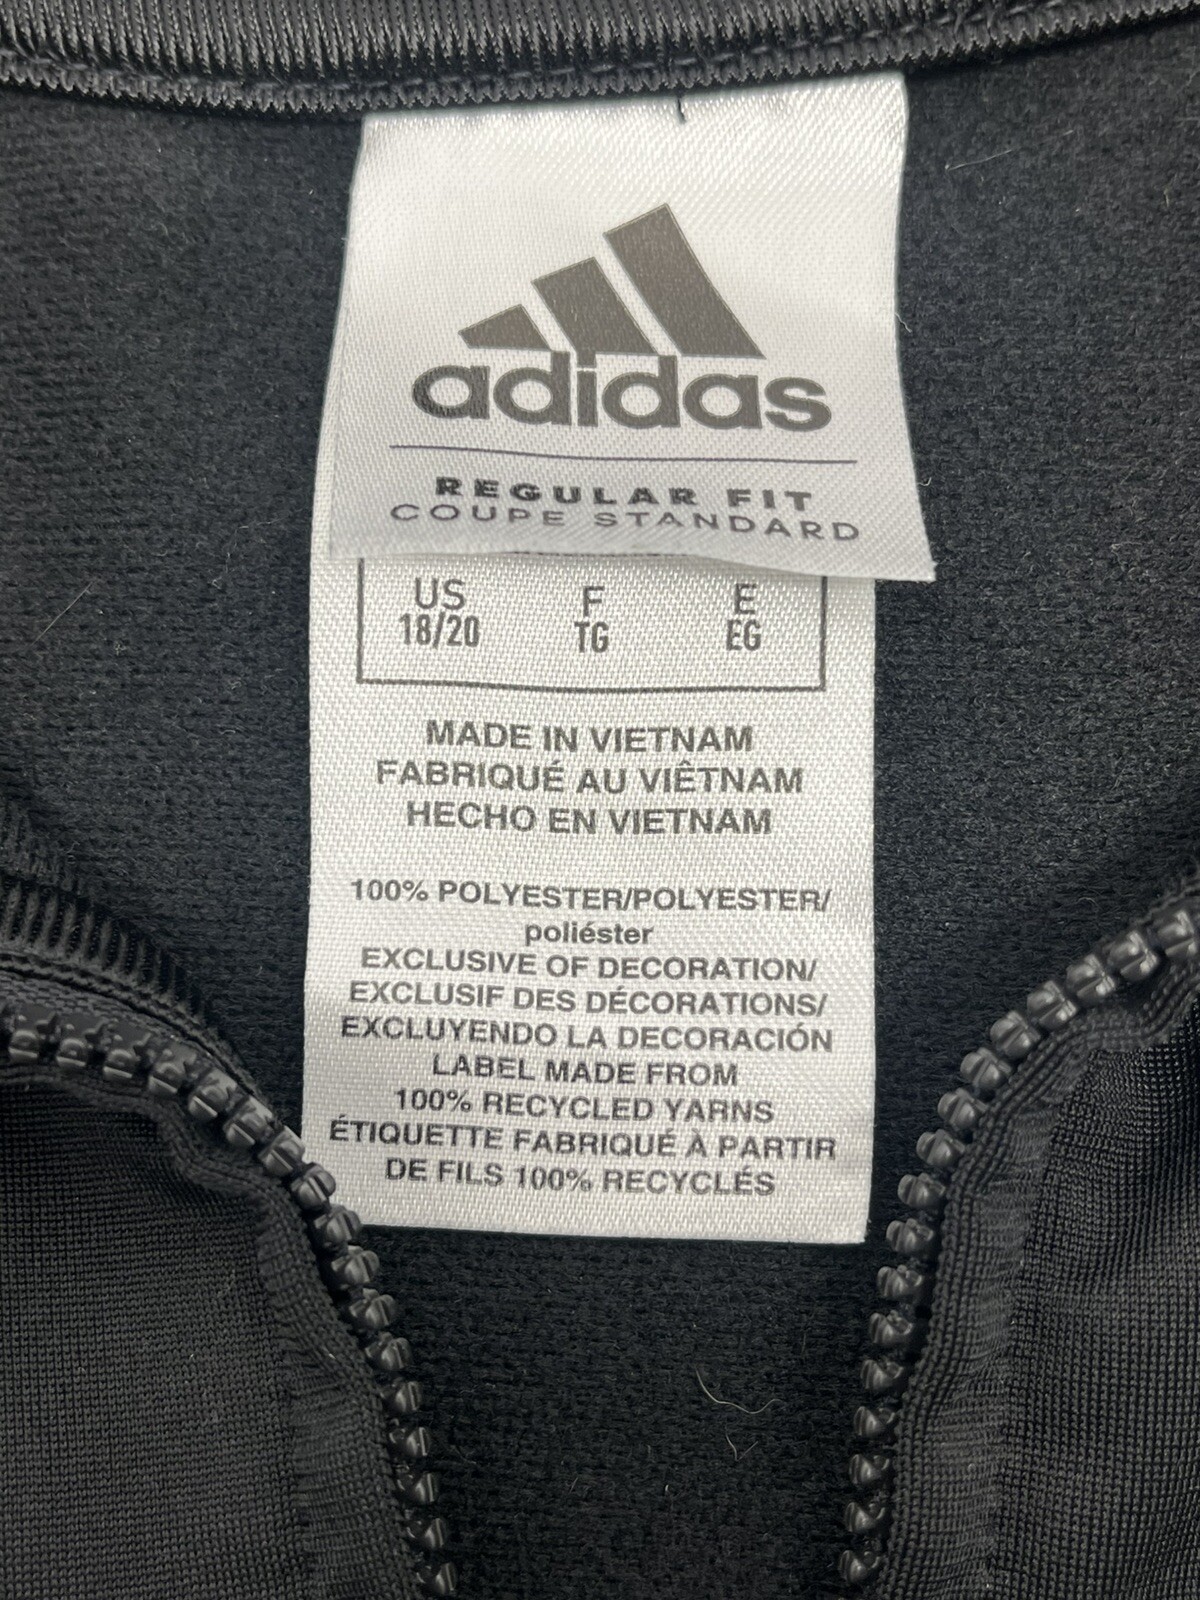 adidas
REGULAR FIT
COUPE STANDARD
US F E
18/20 TG EG
MADE IN VIETNAM
FABRIQUÉ AU VIÊTNAM
HECHO EN VIETNAM
100% POLYESTER/POLYESTER/
poliéster
EXCLUSIVE OF DECORATION/
EXCLUSIF DES DÉCORATIONS/
EXCLUYENDO LA DECORACIÓN
LABEL MADE FROM
100% RECYCLED YARNS
ÉTIQUETTE FABRIQUÉ À PARTIR
DE FILS 100% RECYCLÉS